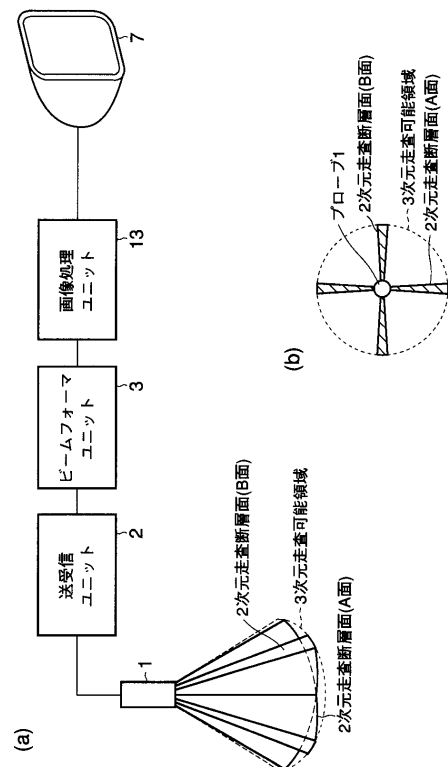 (a)
1
送受信
ユニット
2
ビームフォーマ
ユニット
3
画像処理
ユニット
13
7
2次元走査断層面(B面)
3次元走査可能領域
2次元走査断層面(A面)
(b)
プローブ1
2次元走査断層面(B面)
3次元走査可能領域
2次元走査断層面(A面)